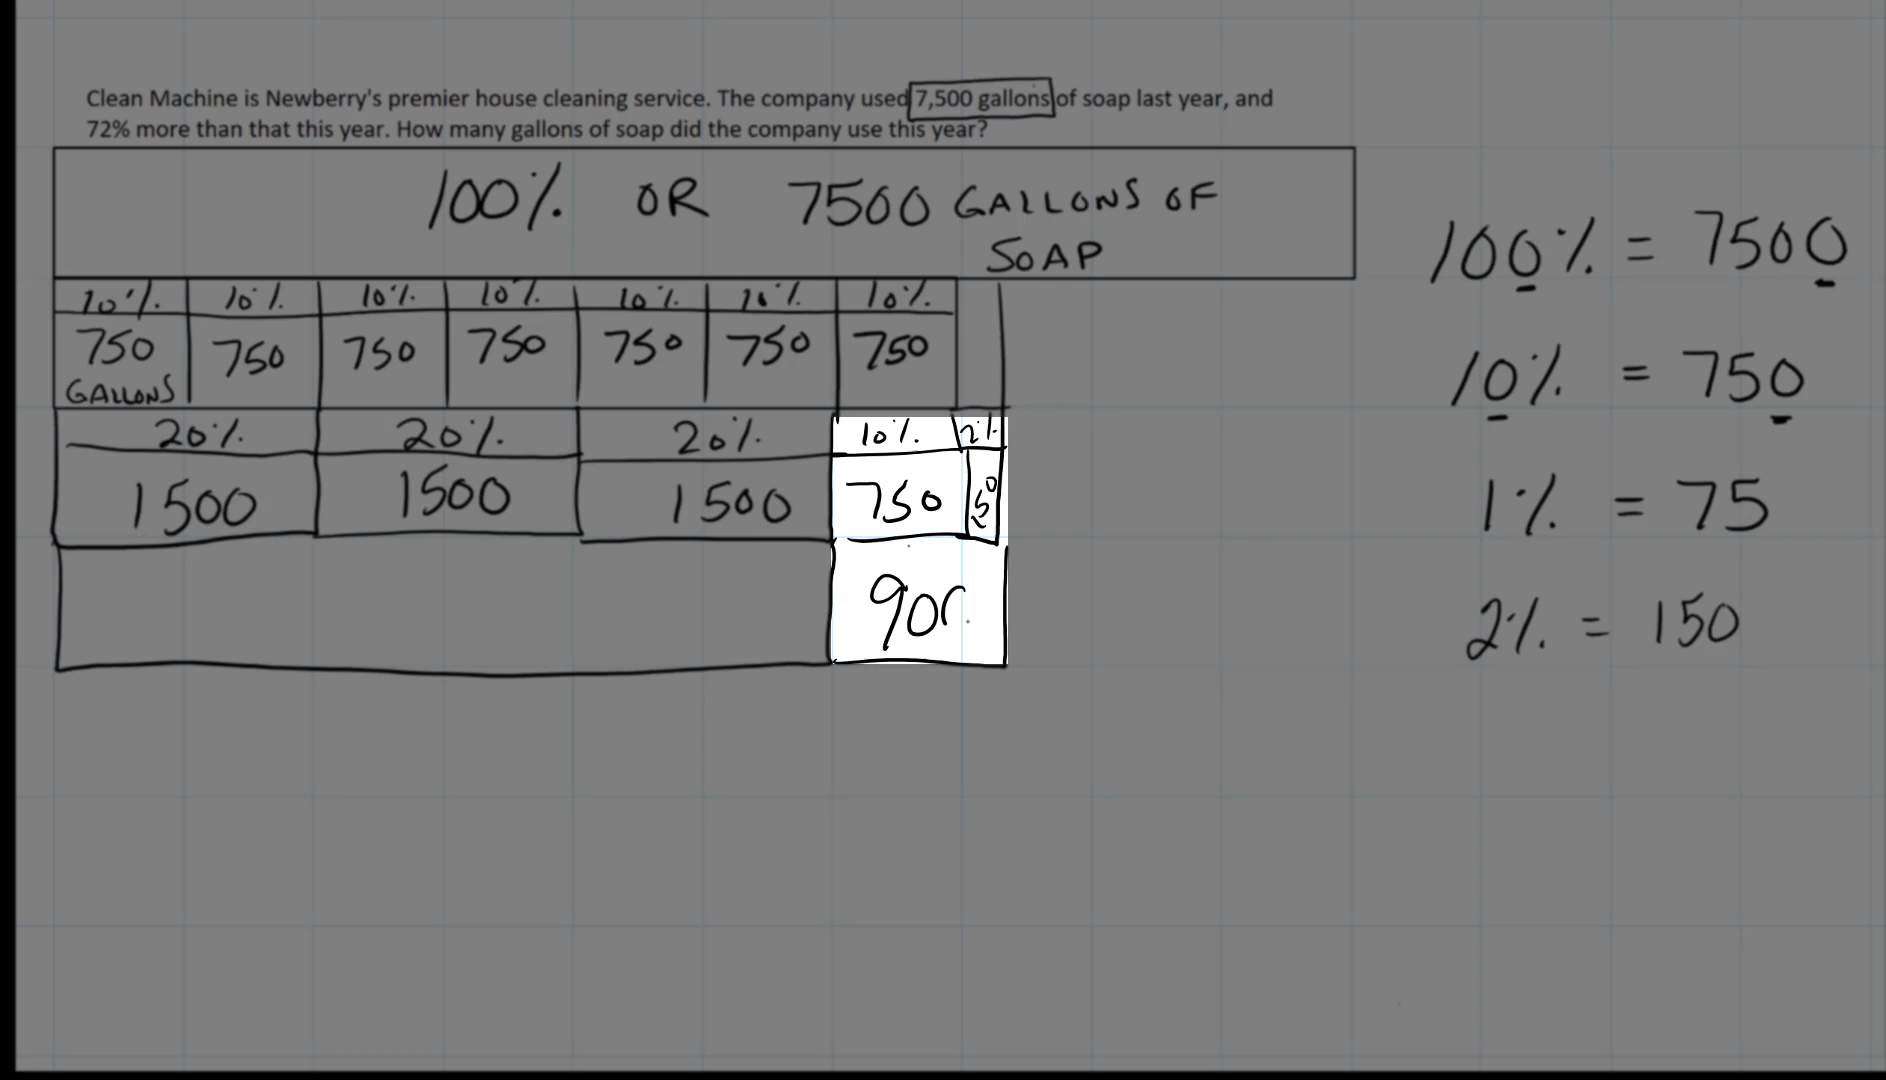 Clean Machine is Newberry's premier house cleaning service. The company used 7,500 gallons of soap last year, and
72% more than that this year. How many gallons of soap did the company use this year?
100% OR 7500 GALLONS OF
SOAP
10% 10% 10% 10% 10% 10% 10%
750 750 750 750 750 750 750
GALLONS
20% 20% 20% 10% 2%
1500 1500 1500 750 150
900
100% = 7500
10% = 750
1% = 75
2% = 150